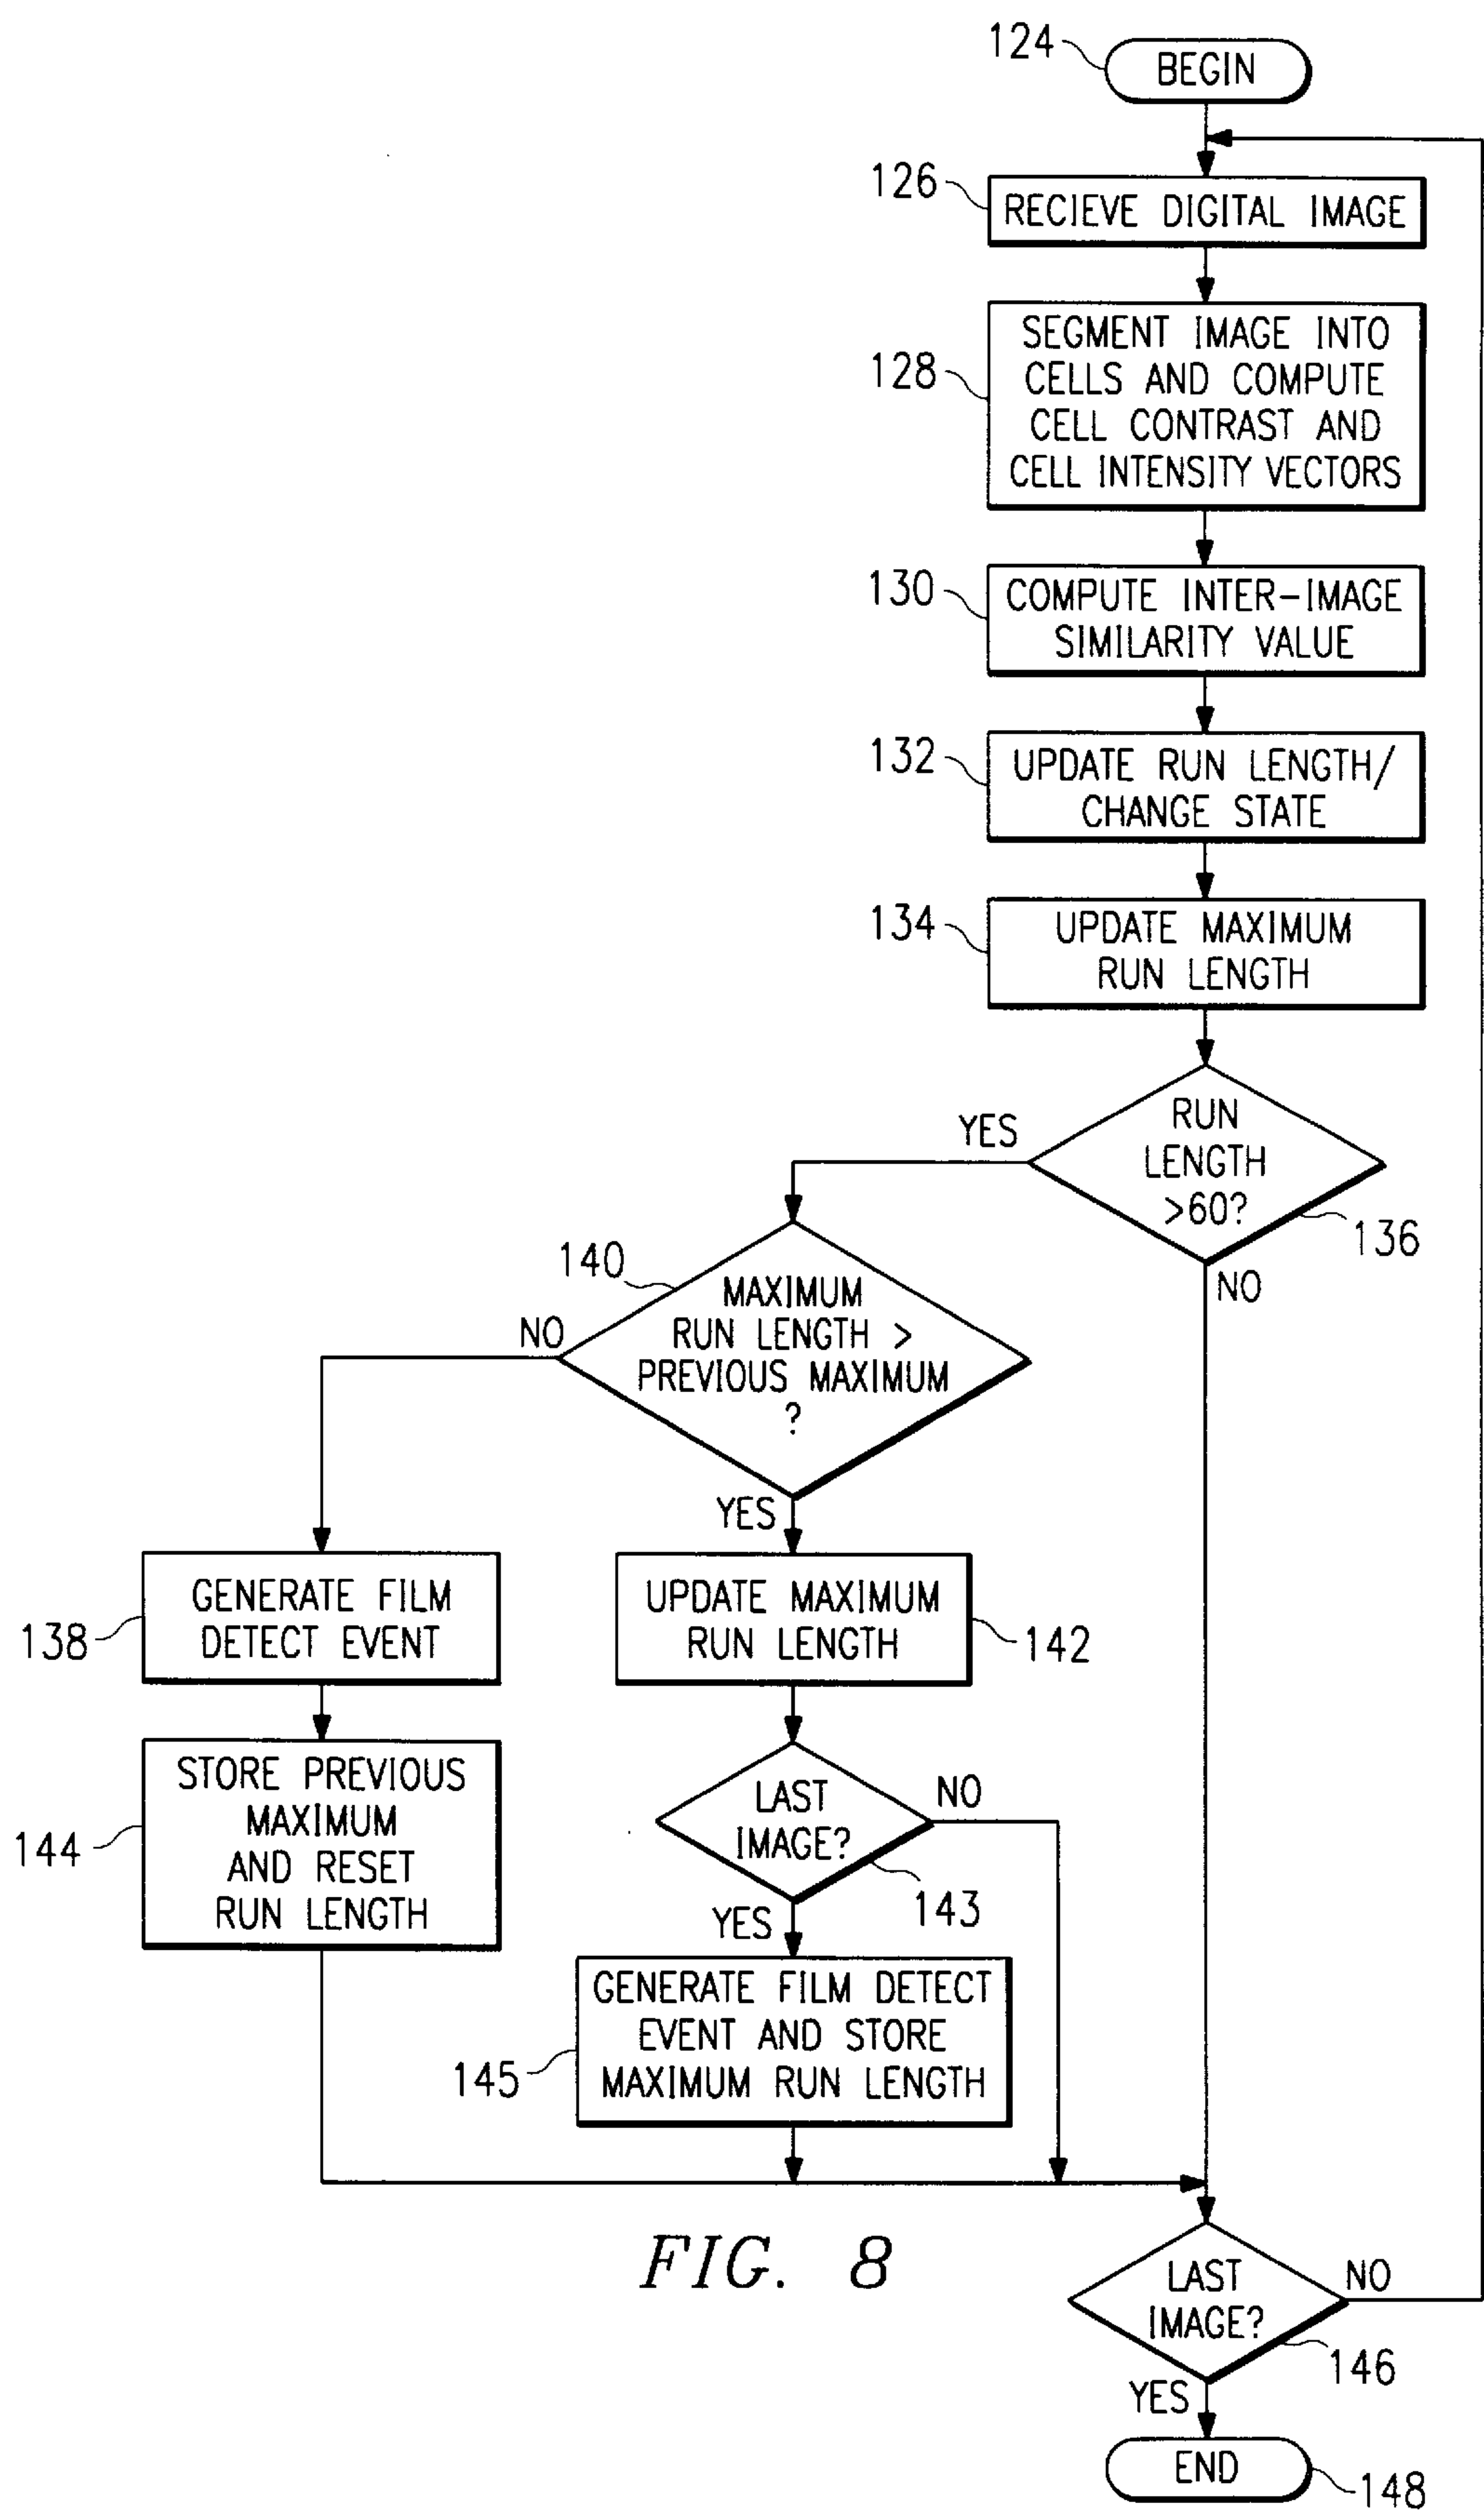 124
BEGIN
126
RECIEVE DIGITAL IMAGE
128
SEGMENT IMAGE INTO
CELLS AND COMPUTE
CELL CONTRAST AND
CELL INTENSITY VECTORS
130
COMPUTE INTER-IMAGE
SIMILARITY VALUE
132
UPDATE RUN LENGTH/
CHANGE STATE
134
UPDATE MAXIMUM
RUN LENGTH
YES
RUN
LENGTH
>60?
136
NO
140
MAXIMUM
RUN LENGTH >
PREVIOUS MAXIMUM
?
NO
YES
138
GENERATE FILM
DETECT EVENT
UPDATE MAXIMUM
RUN LENGTH
142
144
STORE PREVIOUS
MAXIMUM
AND RESET
RUN LENGTH
LAST
IMAGE?
NO
143
YES
145
GENERATE FILM DETECT
EVENT AND STORE
MAXIMUM RUN LENGTH
FIG. 8
LAST
IMAGE?
NO
146
YES
END
148